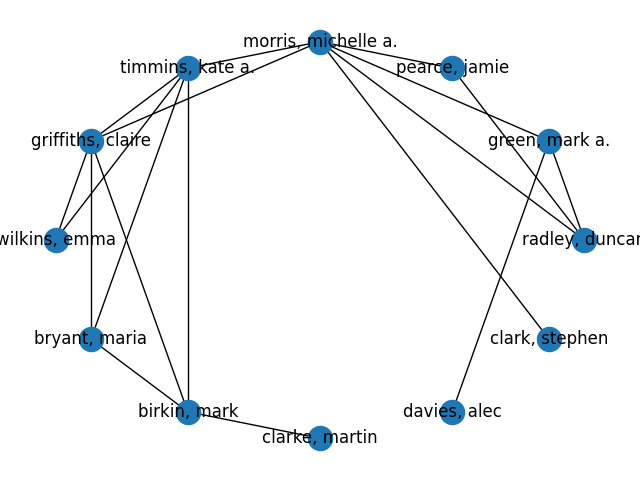 morris, michelle a.
timmins, kate a.
pearce, jamie
griffiths, claire
green, mark a.
wilkins, emma
radley, duncan
bryant, maria
clark, stephen
birkin, mark
davies, alec
clarke, martin